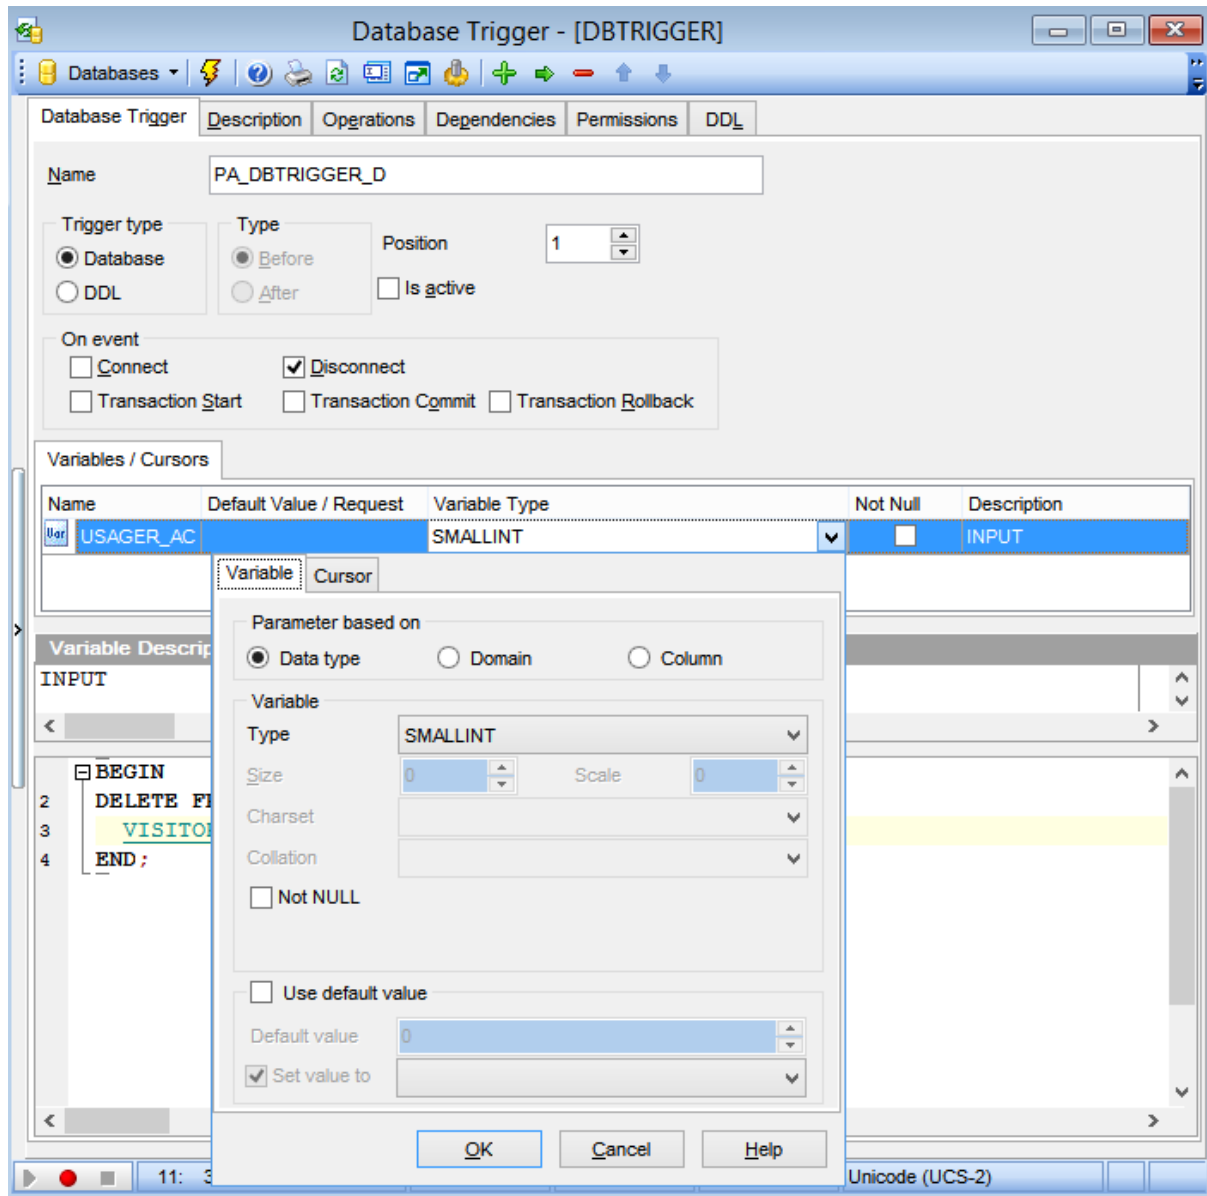 Database Trigger - [DBTRIGGER]
Databases
Database Trigger Description Operations Dependencies Permissions DDL
Name PA_DBTRIGGER_D
Trigger type Type
Position 1
Database Before
Is active
DDL After
On event
Connect Disconnect
Transaction Start Transaction Commit Transaction Rollback
Variables / Cursors
Name Default Value / Request Variable Type Not Null Description
Var USAGER_AC SMALLINT INPUT
Variable Cursor
Parameter based on
Variable Descrip
Data type Domain Column
INPUT
Variable
Type SMALLINT
BEGIN
Size 0 Scale 0
2 DELETE
Charset
3 VISITO
Collation
4 END;
Not NULL
Use default value
Default value 0
Set value to
OK Cancel Help
11: Unicode (UCS-2)